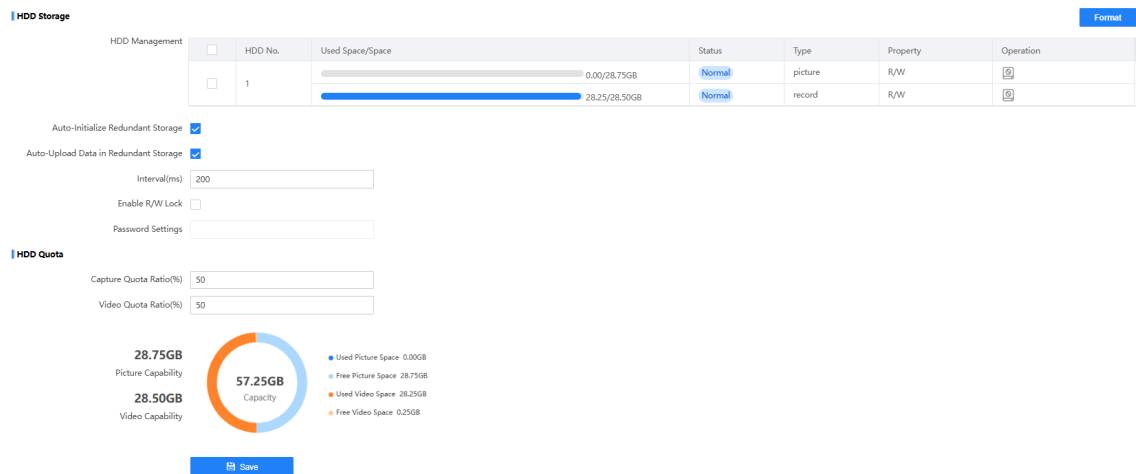 HDD Storage
Format
HDD Management
HDD No. Used Space/Space Status Type Property Operation
1
0.00/28.75GB Normal picture R/W
28.25/28.50GB Normal record R/W
Auto-Initialize Redundant Storage
Auto-Upload Data in Redundant Storage
Interval(ms) 200
Enable R/W Lock
Password Settings
HDD Quota
Capture Quota Ratio(%) 50
Video Quota Ratio(%) 50
28.75GB
Picture Capability
28.50GB
Video Capability
57.25GB
Capacity
Used Picture Space 0.00GB
Free Picture Space 28.75GB
Used Video Space 28.25GB
Free Video Space 0.25GB
Save